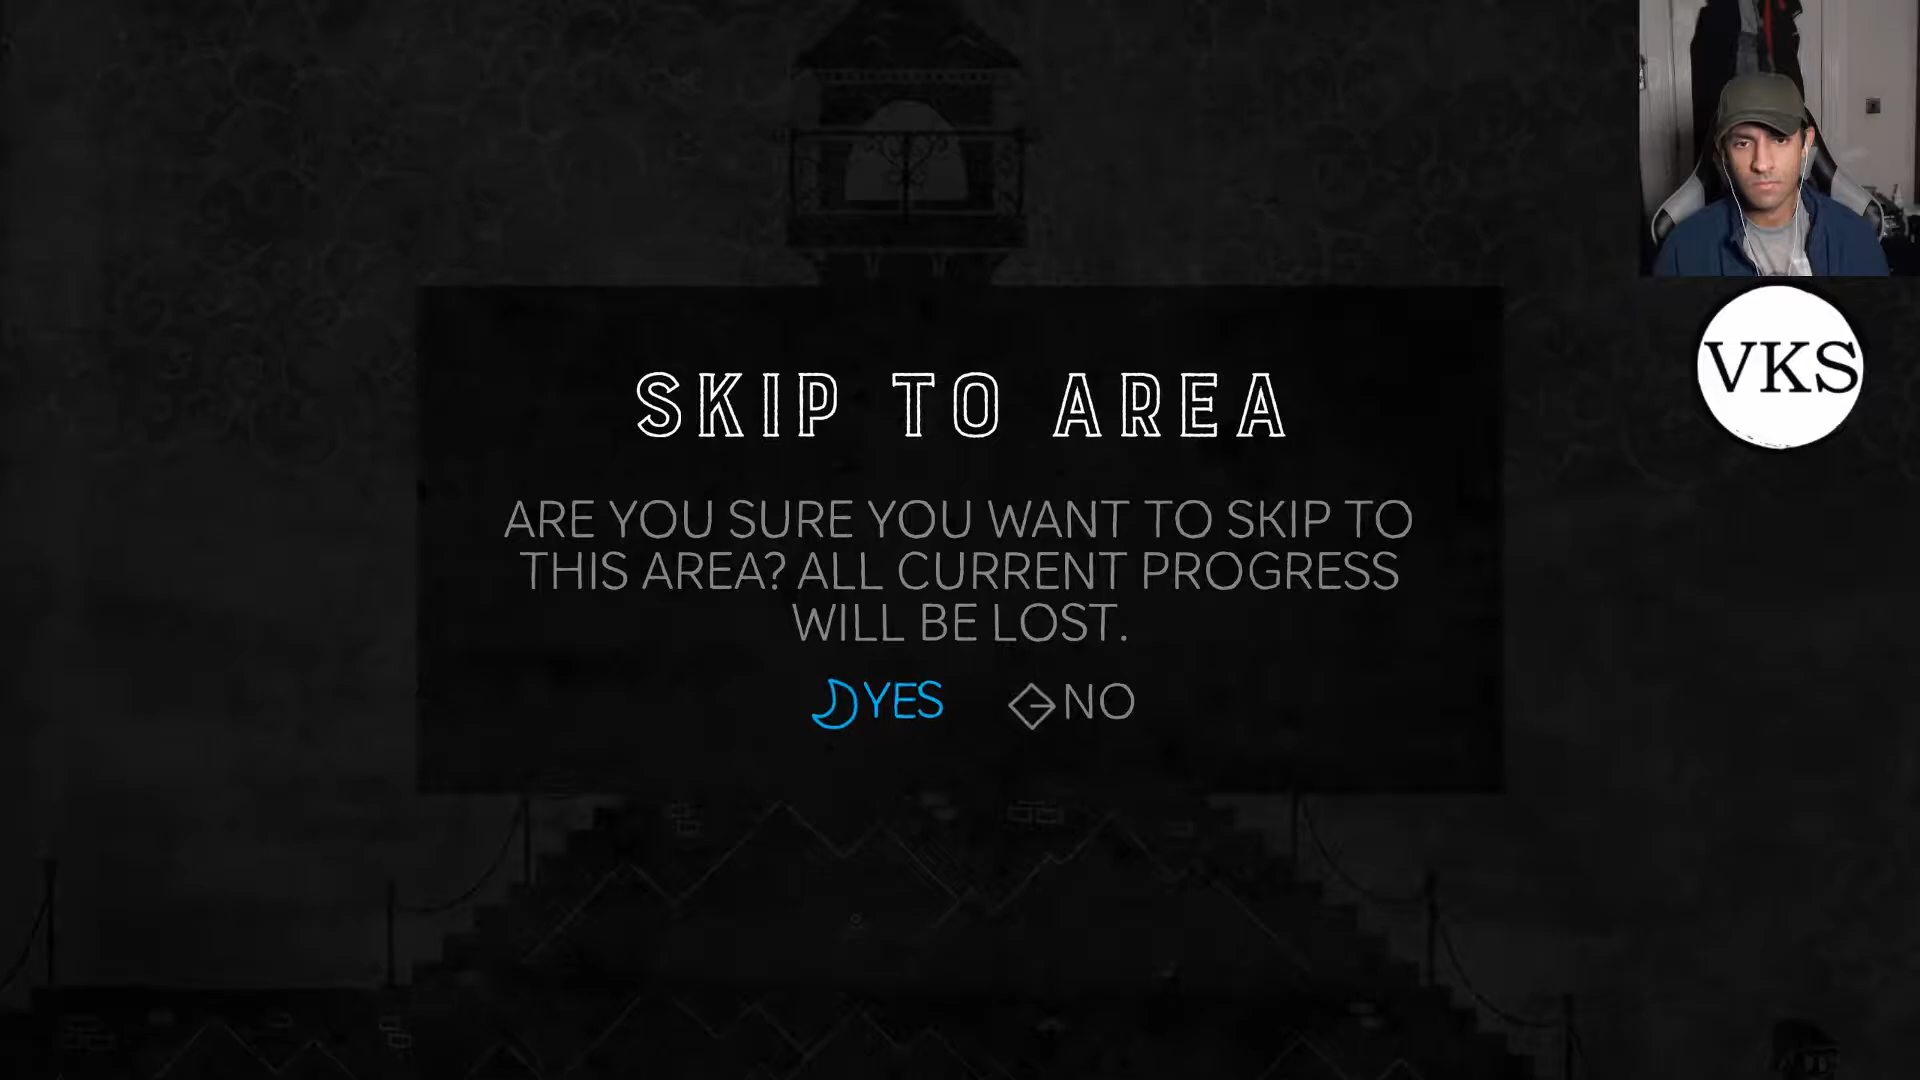 SKIP TO AREA
ARE YOU SURE YOU WANT TO SKIP TO
THIS AREA? ALL CURRENT PROGRESS
WILL BE LOST.
YES NO
VKS